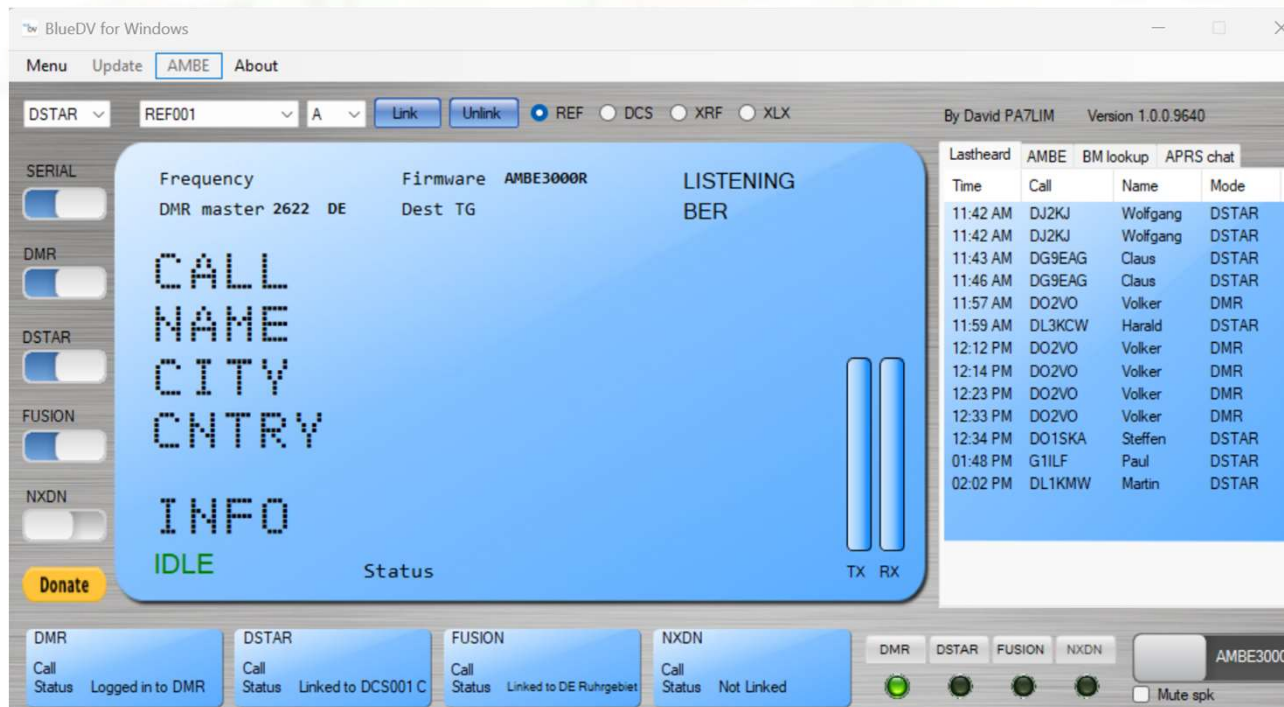 BlueDV for Windows
Menu Update AMBE About
DSTAR REF001 A Link Unlink REF DCS XRF XLX
By David PA7LIM Version 1.0.0.9640
SERIAL
DMR
DSTAR
FUSION
NXDN
Donate
Frequency Firmware AMBE3000R LISTENING
DMR master 2622 DE Dest TG BER
CALL
NAME
CITY
CNTRY
INFO
IDLE Status
TX RX
Lastheard AMBE BM lookup APRS chat
Time Call Name Mode
11:42 AM DJ2KJ Wolfgang DSTAR
11:42 AM DJ2KJ Wolfgang DSTAR
11:43 AM DG9EAG Claus DSTAR
11:46 AM DG9EAG Claus DSTAR
11:57 AM DO2VO Volker DMR
11:59 AM DL3KCW Harald DSTAR
12:12 PM DO2VO Volker DMR
12:14 PM DO2VO Volker DMR
12:23 PM DO2VO Volker DMR
12:33 PM DO2VO Volker DMR
12:34 PM DO1SKA Steffen DSTAR
01:48 PM G1ILF Paul DSTAR
02:02 PM DL1KMW Martin DSTAR
DMR
Call
Status Logged in to DMR
DSTAR
Call
Status Linked to DCS001 C
FUSION
Call
Status Linked to DE Ruhrgebiet
NXDN
Call
Status Not Linked
DMR DSTAR FUSION NXDN
AMBE3000
Mute spk